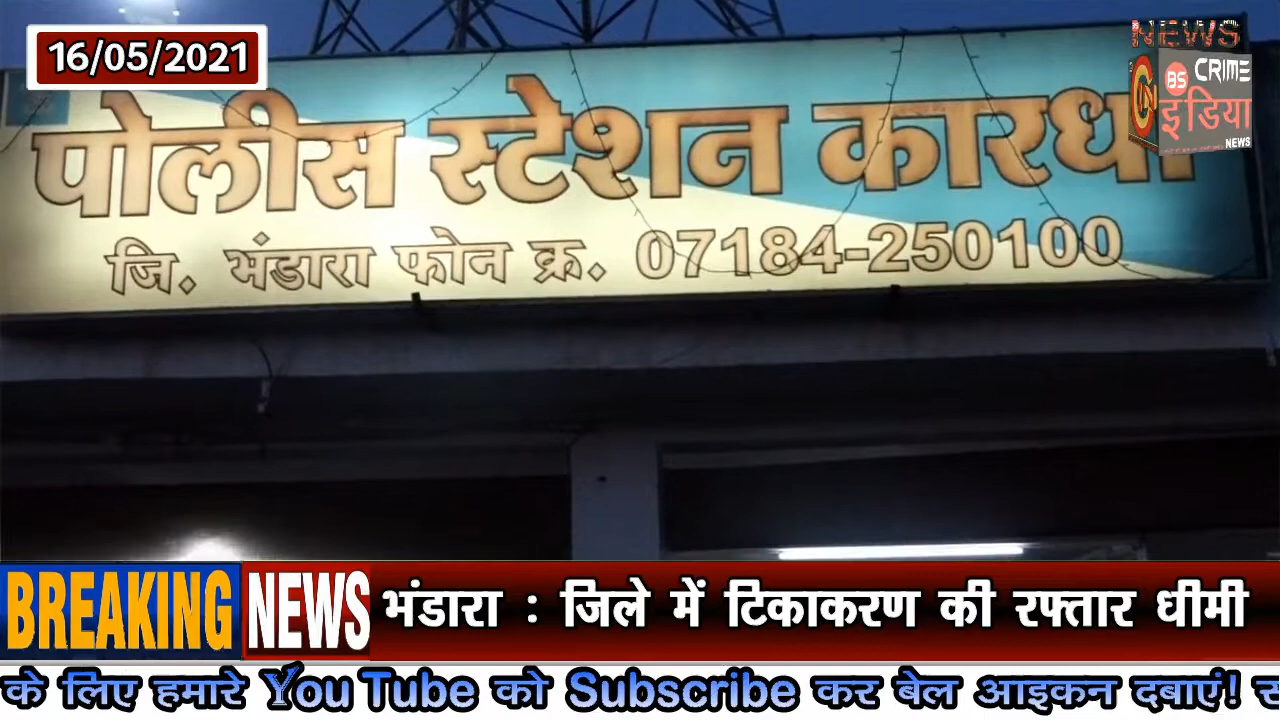 16/05/2021
NEWS
BS CRIME
इंडिया
NEWS
पोलीस स्टेशन कारधा
जि. भंडारा फोन क्र. 07184-250100
BREAKING NEWS भंडारा : जिले में टिकाकरण की रफ्तार धीमी
के लिए हमारे You Tube को Subscribe कर बेल आइकन दबाएं!